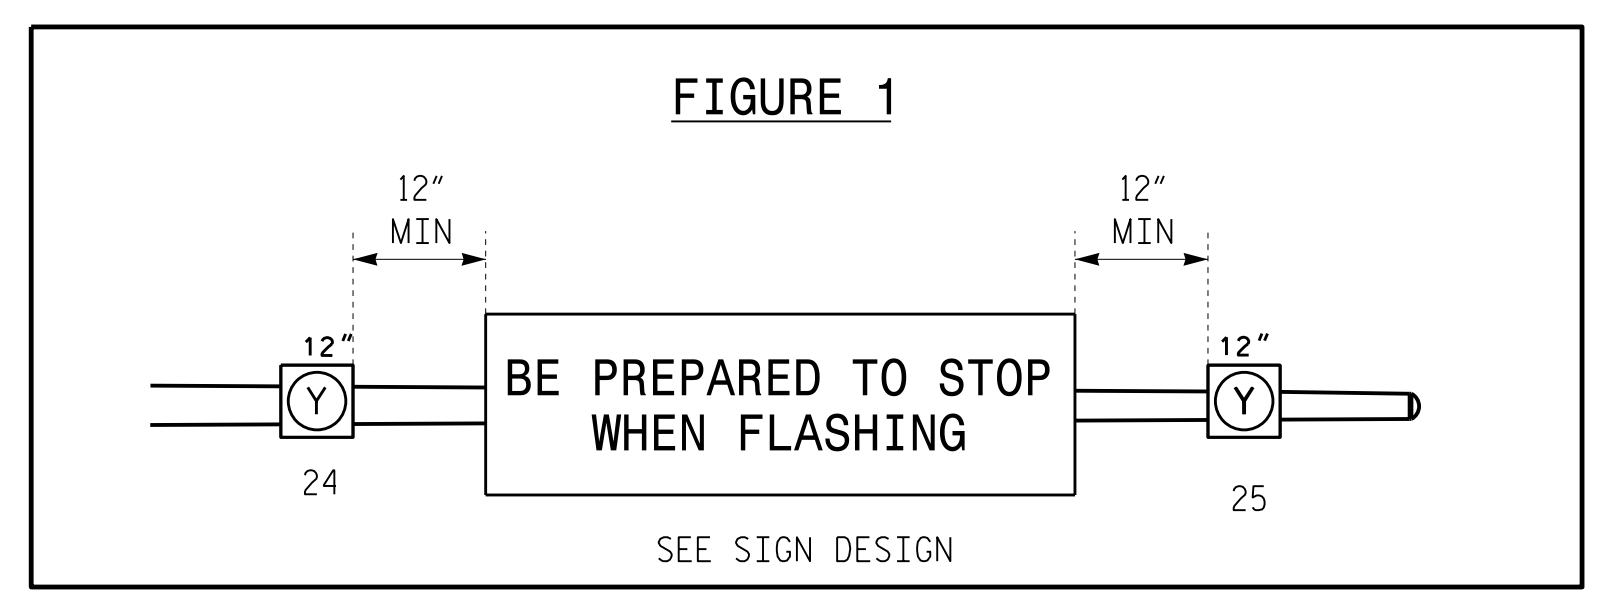 FIGURE 1
12" MIN
12" MIN
12"
12"
Y
Y
BE PREPARED TO STOP
WHEN FLASHING
24
25
SEE SIGN DESIGN